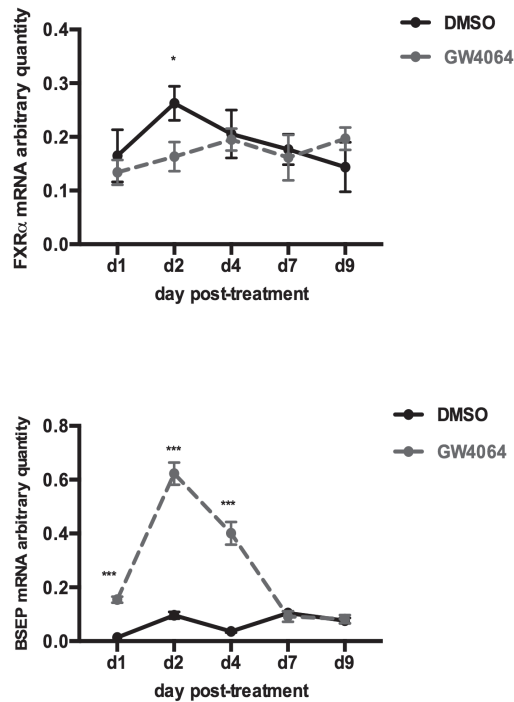 DMSO
GW4064
FXRα mRNA arbitrary quantity
0.4
0.3
0.2
0.1
0.0
*
d1 d2 d4 d7 d9
day post-treatment
DMSO
GW4064
BSEP mRNA arbitrary quantity
0.8
0.6
0.4
0.2
0.0
***
***
***
d1 d2 d4 d7 d9
day post-treatment